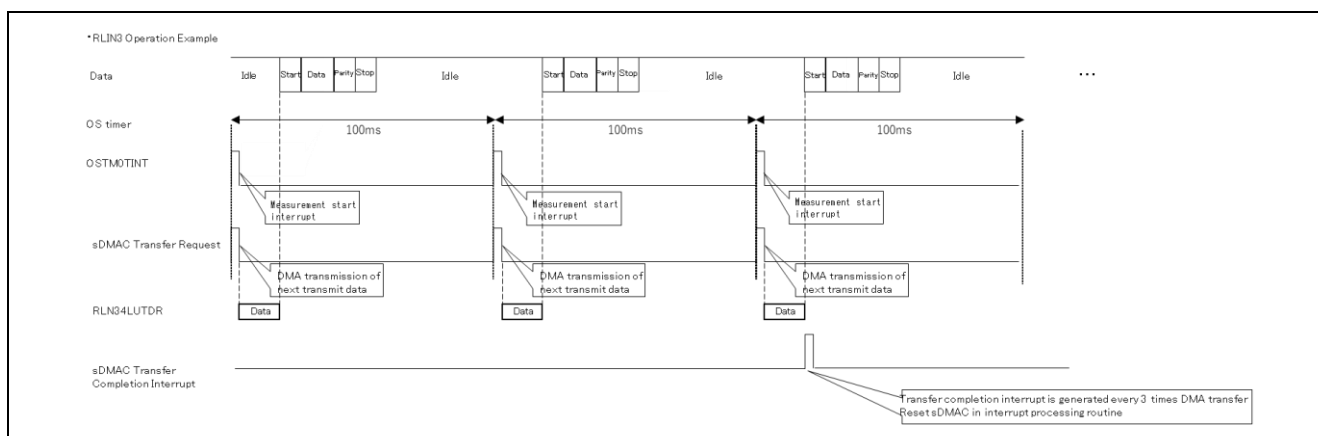 *RLIN3 Operation Example
Data Idle Start Data Parity Stop Idle Start Data Parity Stop Idle Start Data Parity Stop Idle ...
OS timer 100ms 100ms 100ms
OSTM0TINT
Measurement start
interrupt
Measurement start
interrupt
Measurement start
interrupt
sDMAC Transfer Request
DMA transmission of
next transmit data
DMA transmission of
next transmit data
DMA transmission of
next transmit data
RLN34LUTDR Data Data Data
sDMAC Transfer
Completion Interrupt
Transfer completion interrupt is generated every 3 times DMA transfer
Reset sDMAC in interrupt processing routine